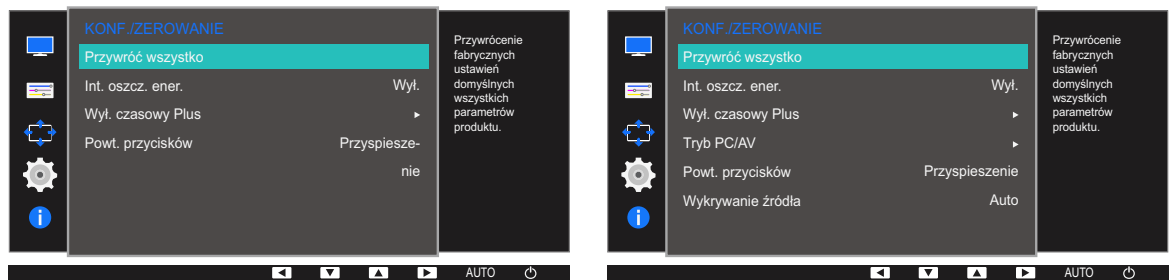 KONF./ZEROWANIE
Przywróć wszystko
Int. oszcz. ener. Wył.
Wył. czasowy Plus
Powt. przycisków Przyspiesze-
nie
Przywrócenie
fabrycznych
ustawień
domyślnych
wszystkich
parametrów
produktu.
AUTO
KONF./ZEROWANIE
Przywróć wszystko
Int. oszcz. ener. Wył.
Wył. czasowy Plus
Tryb PC/AV
Powt. przycisków Przyspieszenie
Wykrywanie źródła Auto
Przywrócenie
fabrycznych
ustawień
domyślnych
wszystkich
parametrów
produktu.
AUTO